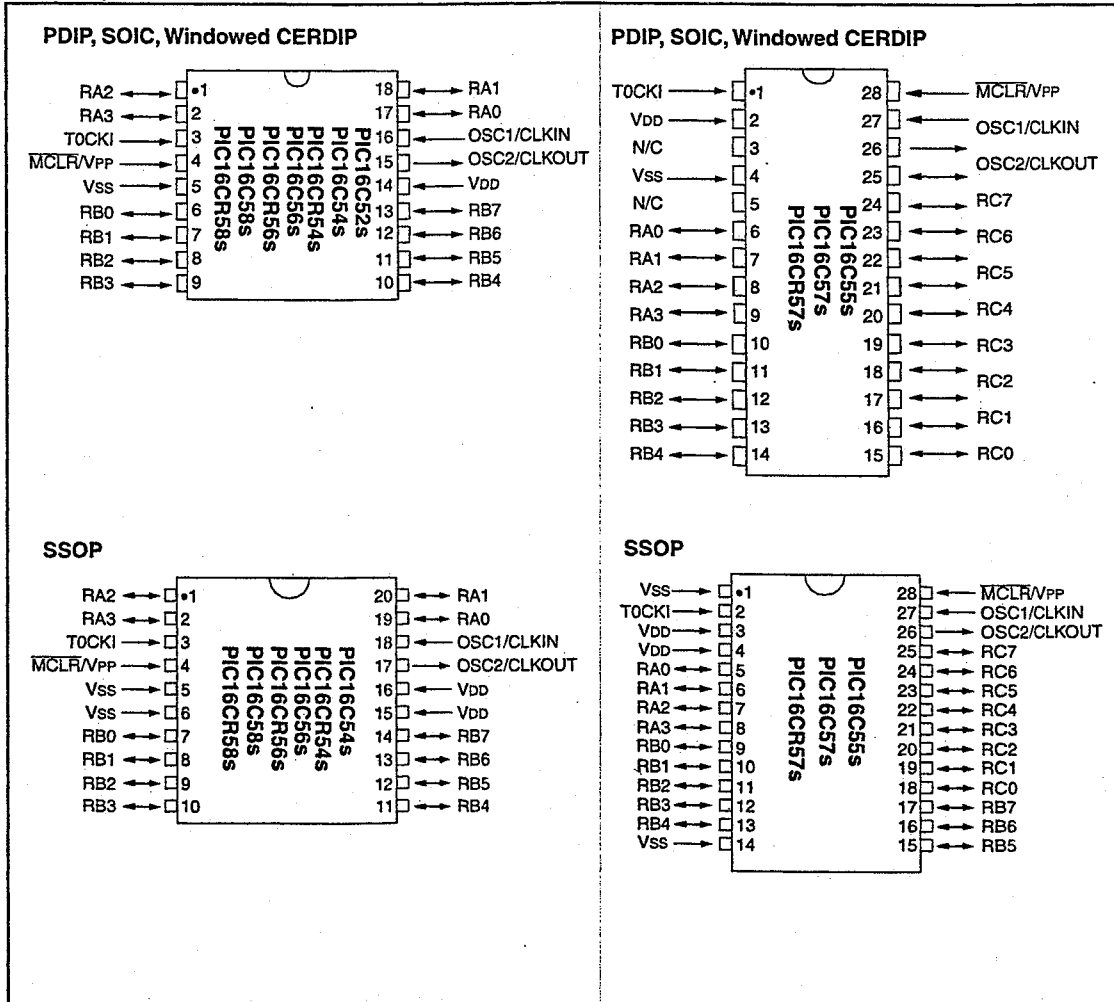 PDIP, SOIC, Windowed CERDIP
RA2 •1 18 RA1
RA3 2 17 RA0
T0CKI 3 16 OSC1/CLKIN
MCLR/VPP 4 15 OSC2/CLKOUT
VSS 5 14 VDD
RB0 6 13 RB7
RB1 7 12 RB6
RB2 8 11 RB5
RB3 9 10 RB4
PIC16C52s
PIC16C54s
PIC16CR54s
PIC16C56s
PIC16CR56s
PIC16C58s
PIC16CR58s
PDIP, SOIC, Windowed CERDIP
T0CKI •1 28 MCLR/VPP
VDD 2 27
OSC1/CLKIN
N/C 3 26
OSC2/CLKOUT
VSS 4 25
N/C 5 24 RC7
RA0 6 23
RC6
RA1 7 22
RC5
RA2 8 21
RA3 9 20 RC4
RB0 10 19 RC3
RB1 11 18
RC2
RB2 12 17
RC1
RB3 13 16
RB4 14 15 RC0
PIC16C55s
PIC16C57s
PIC16CR57s
SSOP
RA2 •1 20 RA1
RA3 2 19 RA0
T0CKI 3 18 OSC1/CLKIN
MCLR/VPP 4 17 OSC2/CLKOUT
VSS 5 16 VDD
VSS 6 15 VDD
RB0 7 14 RB7
RB1 8 13 RB6
RB2 9 12 RB5
RB3 10 11 RB4
PIC16C54s
PIC16CR54s
PIC16C56s
PIC16CR56s
PIC16C58s
PIC16CR58s
SSOP
VSS •1 28 MCLR/VPP
T0CKI 2 27 OSC1/CLKIN
VDD 3 26 OSC2/CLKOUT
VDD 4 25 RC7
RA0 5 24 RC6
RA1 6 23 RC5
RA2 7 22 RC4
RA3 8 21 RC3
RB0 9 20 RC2
RB1 10 19 RC1
RB2 11 18 RC0
RB3 12 17 RB7
RB4 13 16 RB6
VSS 14 15 RB5
PIC16C55s
PIC16C57s
PIC16CR57s